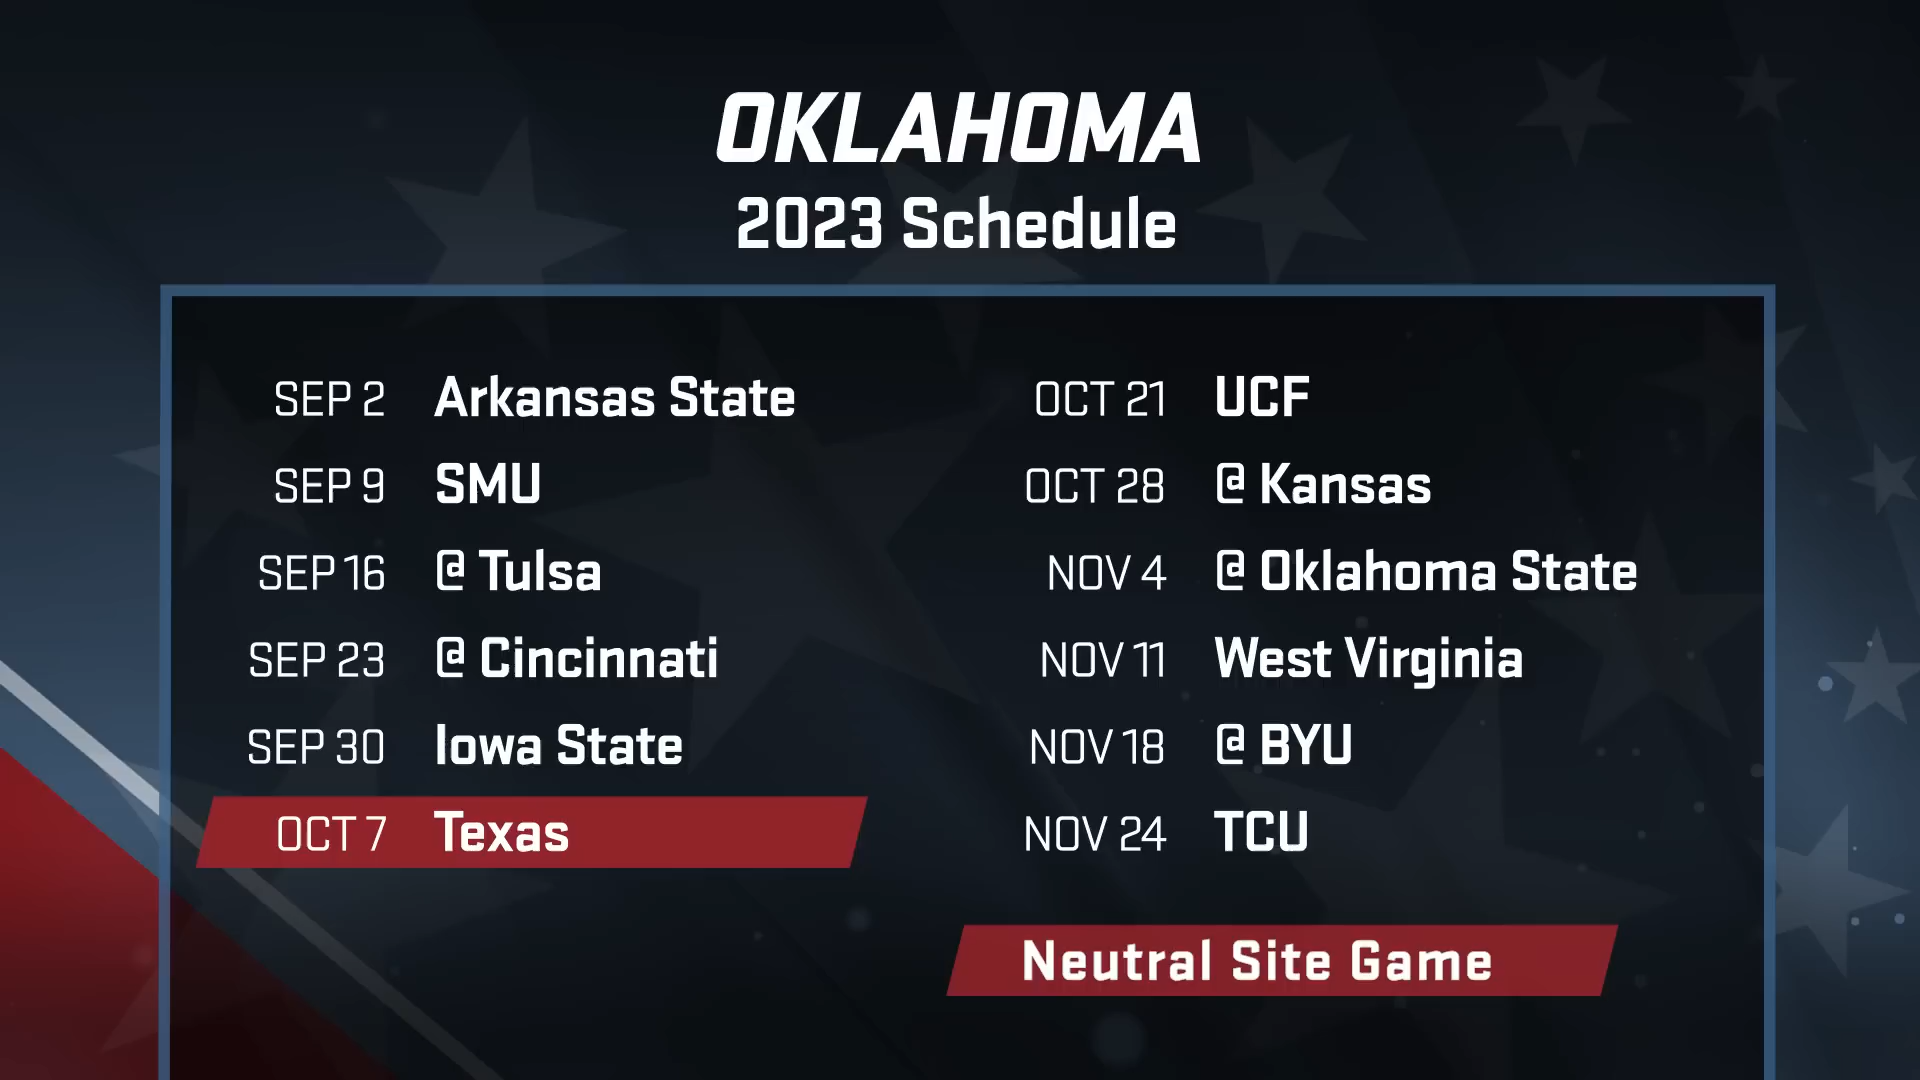 OKLAHOMA
2023 Schedule
SEP 2 Arkansas State
SEP 9 SMU
SEP 16 @ Tulsa
SEP 23 @ Cincinnati
SEP 30 Iowa State
OCT 7 Texas
OCT 21 UCF
OCT 28 @ Kansas
NOV 4 @ Oklahoma State
NOV 11 West Virginia
NOV 18 @ BYU
NOV 24 TCU
Neutral Site Game